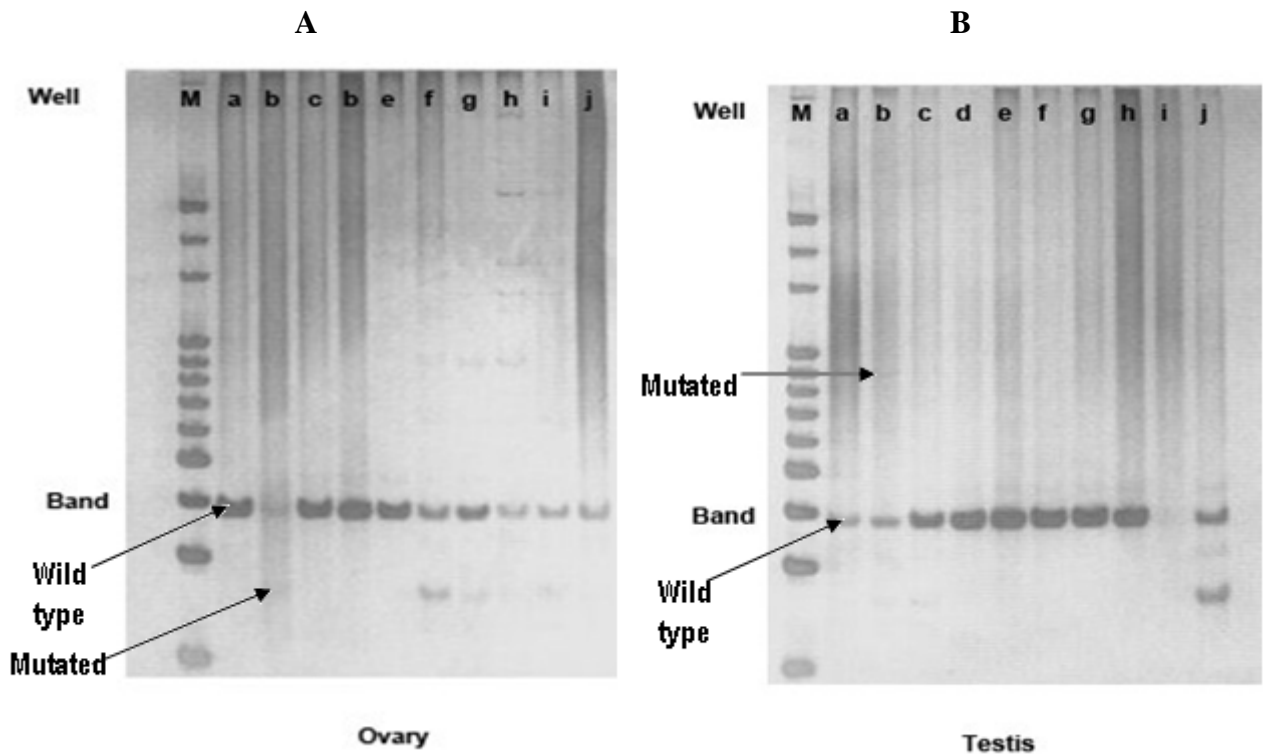 A
B
Well M a b c b e f g h i j
Well M a b c d e f g h i j
Mutated
Band
Band
Wild
type
Mutated
Wild
type
Ovary
Testis